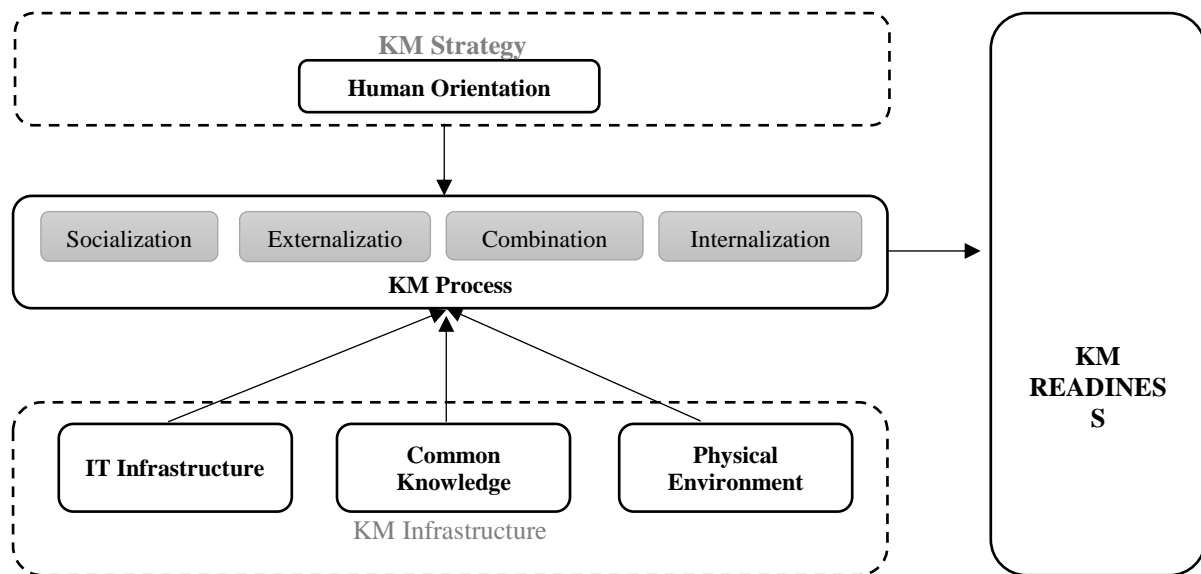 KM Strategy
Human Orientation
Socialization
Externalizatio
Combination
Internalization
KM Process
KM
READINES
S
IT Infrastructure
Common
Knowledge
Physical
Environment
KM Infrastructure